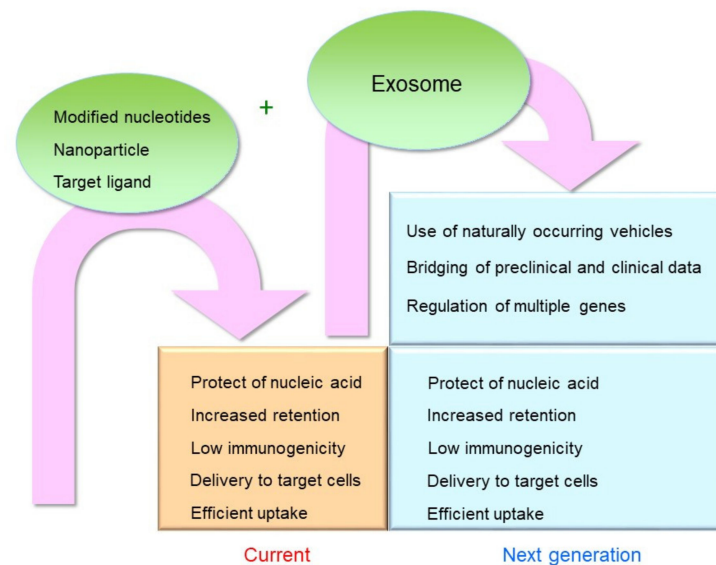 Exosome
+
Modified nucleotides
Nanoparticle
Target ligand
Use of naturally occurring vehicles
Bridging of preclinical and clinical data
Regulation of multiple genes
Protect of nucleic acid
Increased retention
Low immunogenicity
Delivery to target cells
Efficient uptake
Protect of nucleic acid
Increased retention
Low immunogenicity
Delivery to target cells
Efficient uptake
Current
Next generation